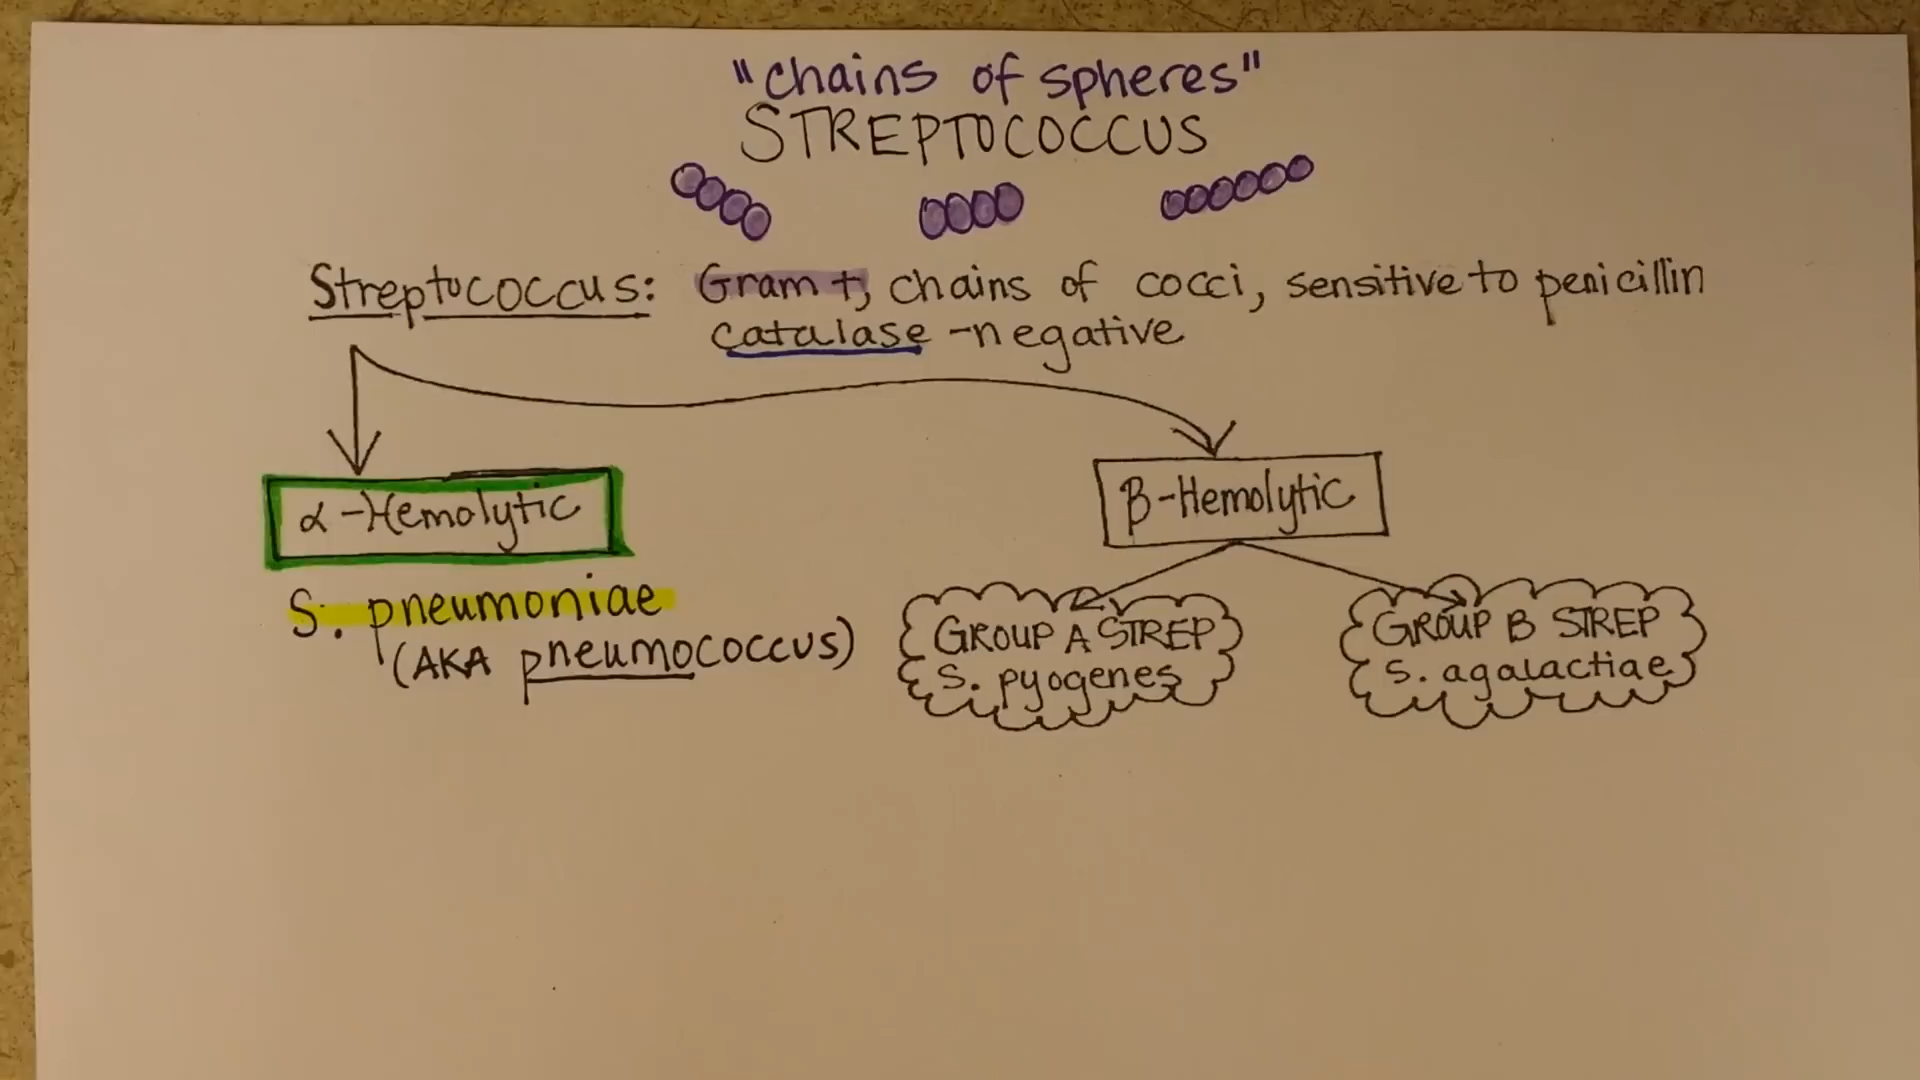 "chains of spheres"
STREPTOCOCCUS
Streptococcus: Gram +, chains of cocci, sensitive to penicillin
catalase -negative
α-Hemolytic
S. pneumoniae
(AKA pneumococcus)
β-Hemolytic
GROUP A STREP
S. pyogenes
GROUP B STREP
S. agalactiae